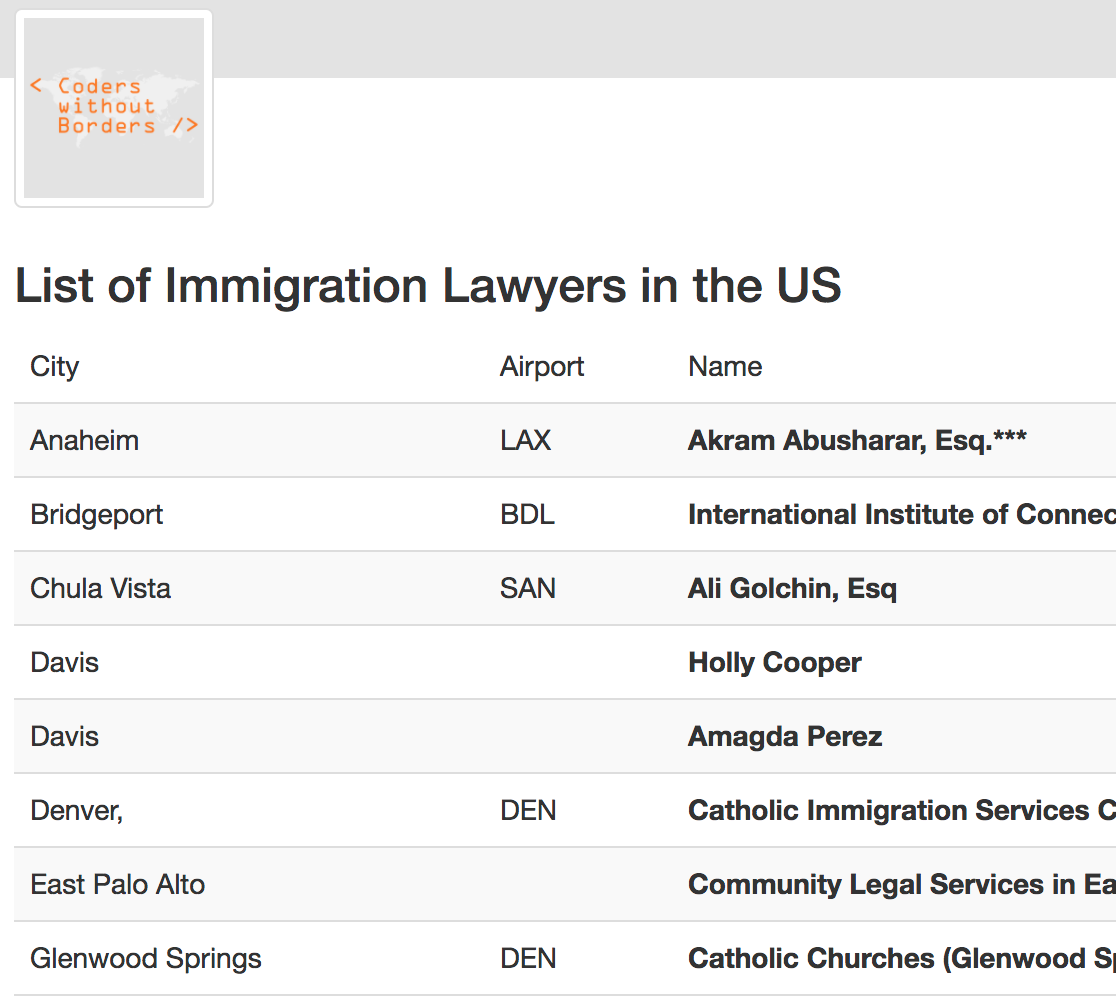 < Coders
without
Borders />
List of Immigration Lawyers in the US
City Airport Name
Anaheim LAX Akram Abusharar, Esq.***
Bridgeport BDL International Institute of
Chula Vista SAN Ali Golchin, Esq
Davis Holly Cooper
Davis Amagda Perez
Denver, DEN Catholic Immigration Services
East Palo Alto Community Legal Services in
Glenwood Springs DEN Catholic Churches (Glenwood